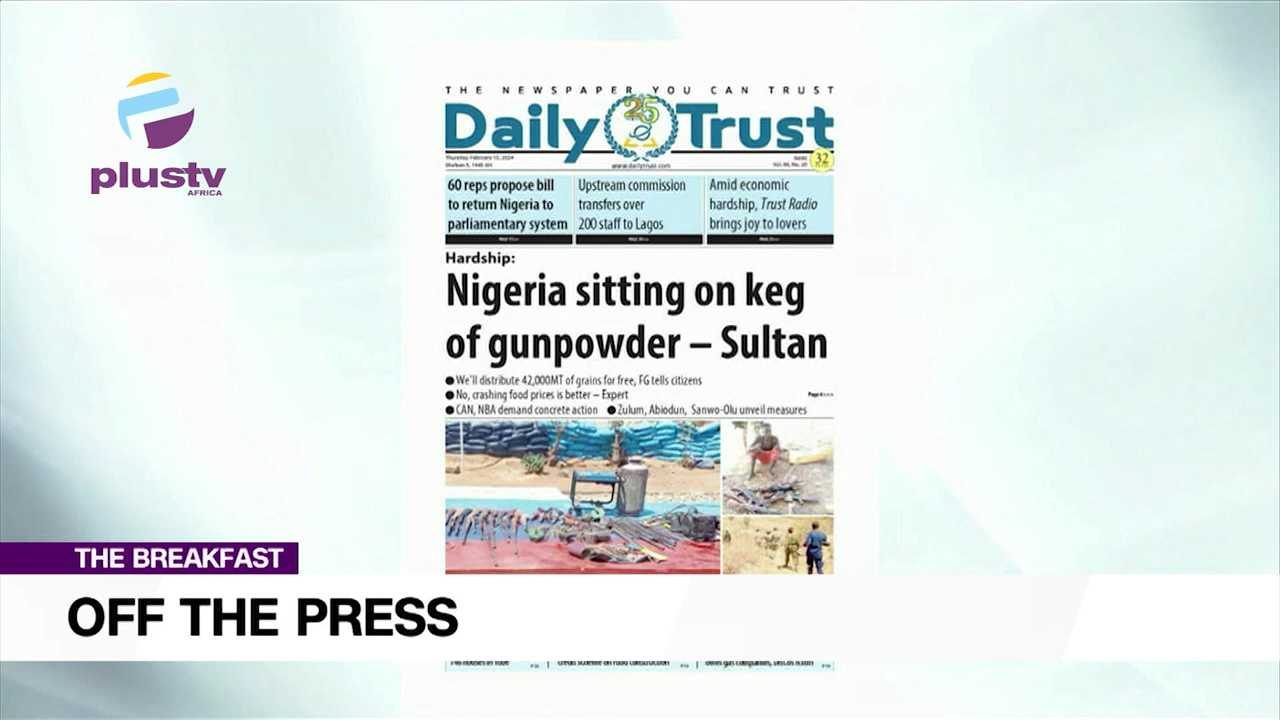 plustv
AFRICA
THE NEWSPAPER YOU CAN TRUST
Daily 25 Trust
Thursday, February 15, 2024
www.dailytrust.com
32
60 reps propose bill
to return Nigeria to
parliamentary system
Upstream commission
transfers over
200 staff to Lagos
Amid economic
hardship, Trust Radio
brings joy to lovers
Hardship:
Nigeria sitting on keg
of gunpowder – Sultan
● We'll distribute 42,000MT of grains for free, FG tells citizens
● No, crashing food prices is better – Expert
● CAN, NBA demand concrete action ● Zulum, Abiodun, Sanwo-Olu unveil measures
THE BREAKFAST
OFF THE PRESS